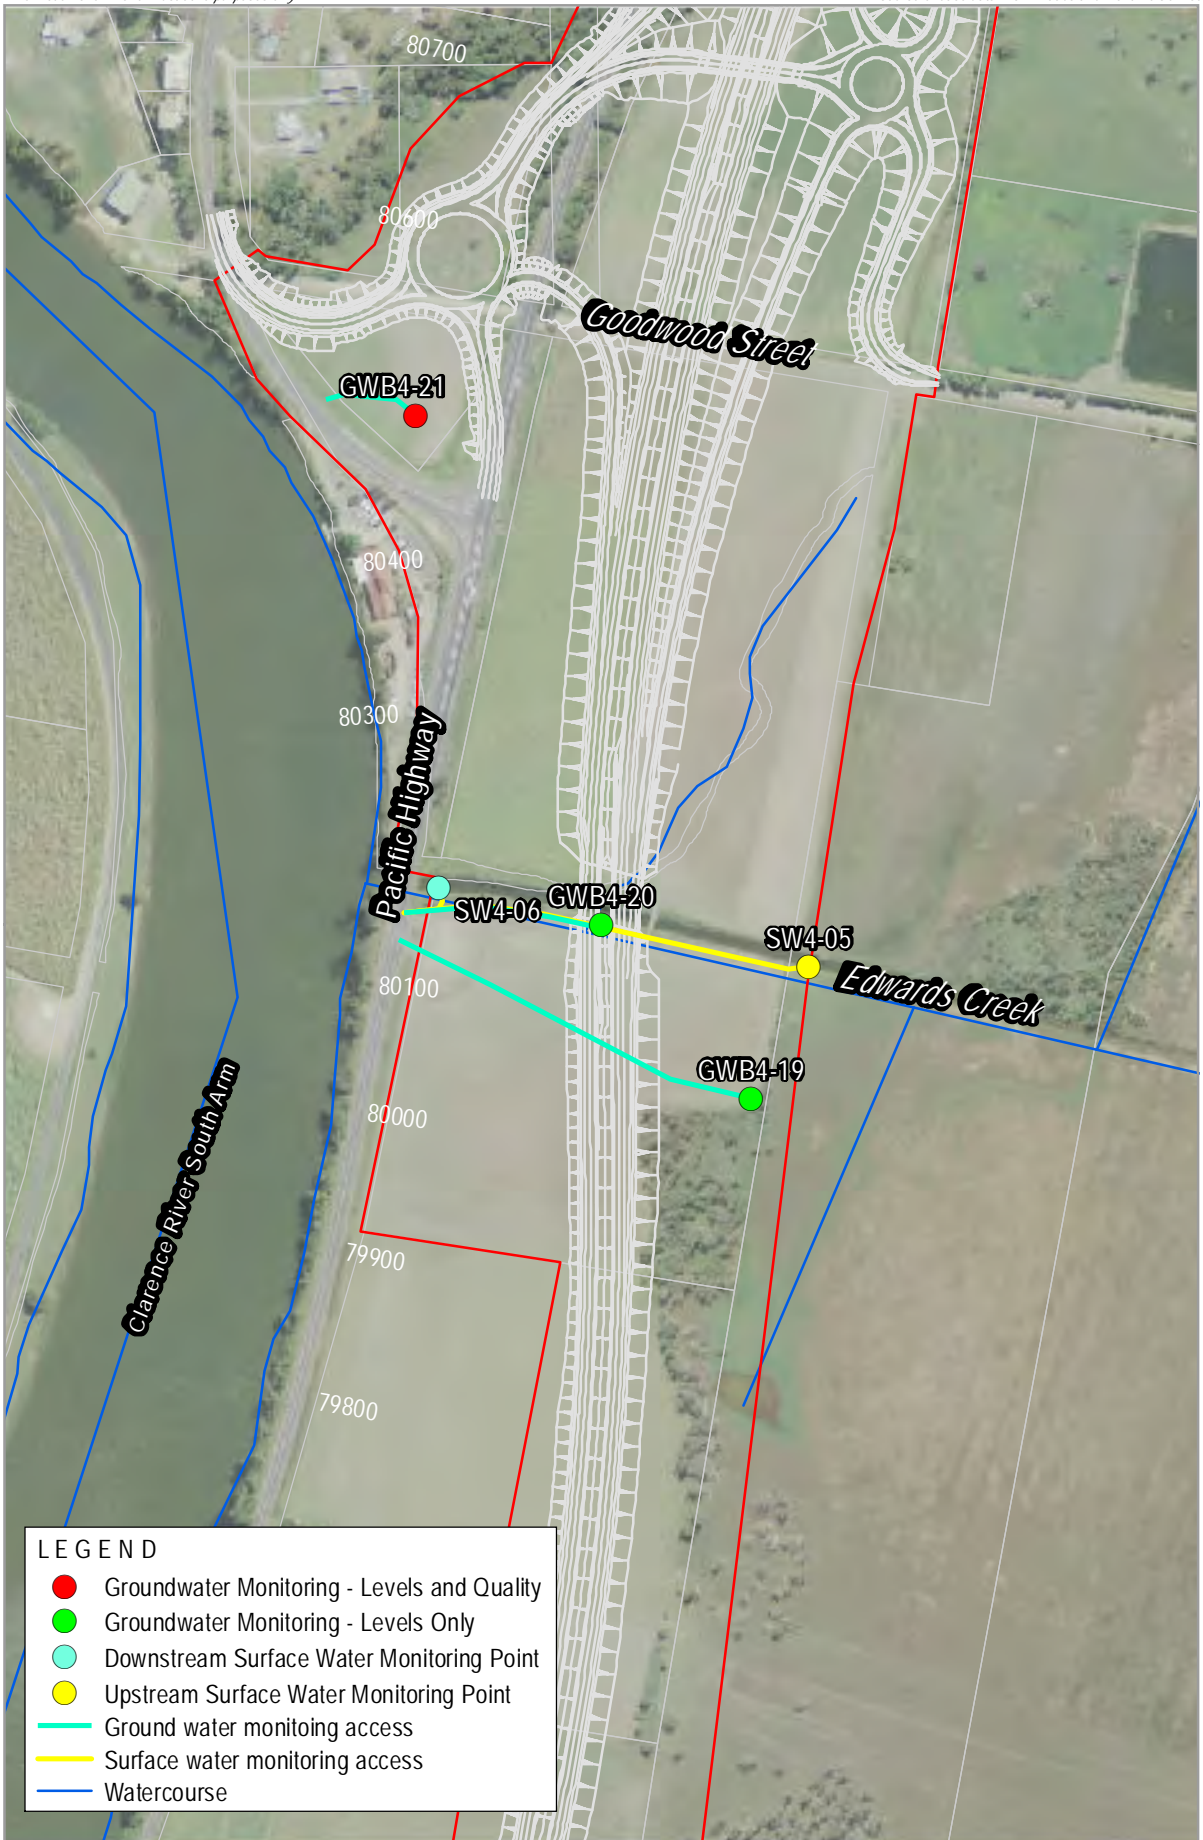 80700
80600
Goodwood Street
GWB4-21
80400
80300
Pacific Highway
GWB4-20
SW4-06
SW4-05
Edwards Creek
80100
GWB4-19
Clarence River South Arm
80000
79900
79800
LEGEND
Groundwater Monitoring - Levels and Quality
Groundwater Monitoring - Levels Only
Downstream Surface Water Monitoring Point
Upstream Surface Water Monitoring Point
Ground water monitoing access
Surface water monitoring access
Watercourse